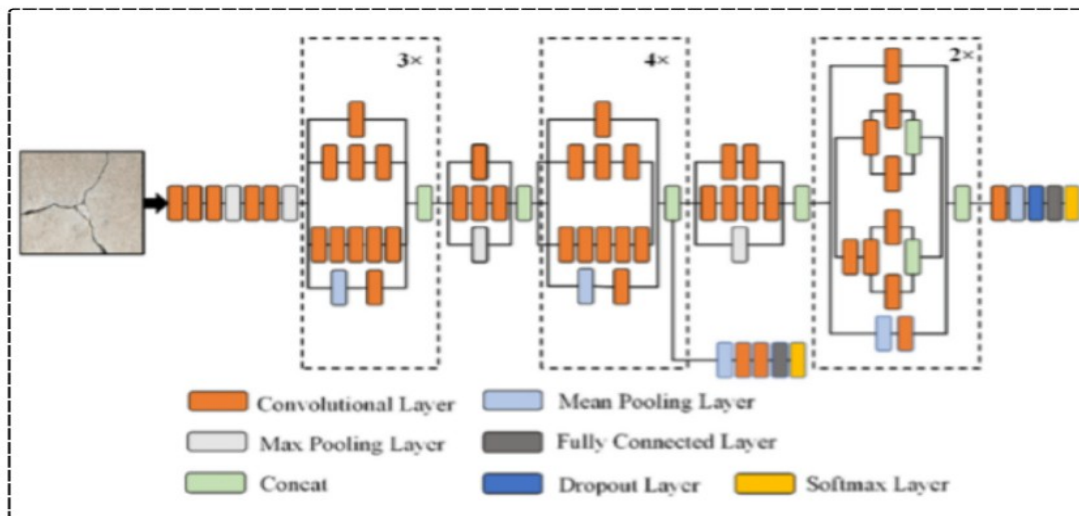 3×
4×
2×
Convolutional Layer
Mean Pooling Layer
Max Pooling Layer
Fully Connected Layer
Concat
Dropout Layer
Softmax Layer